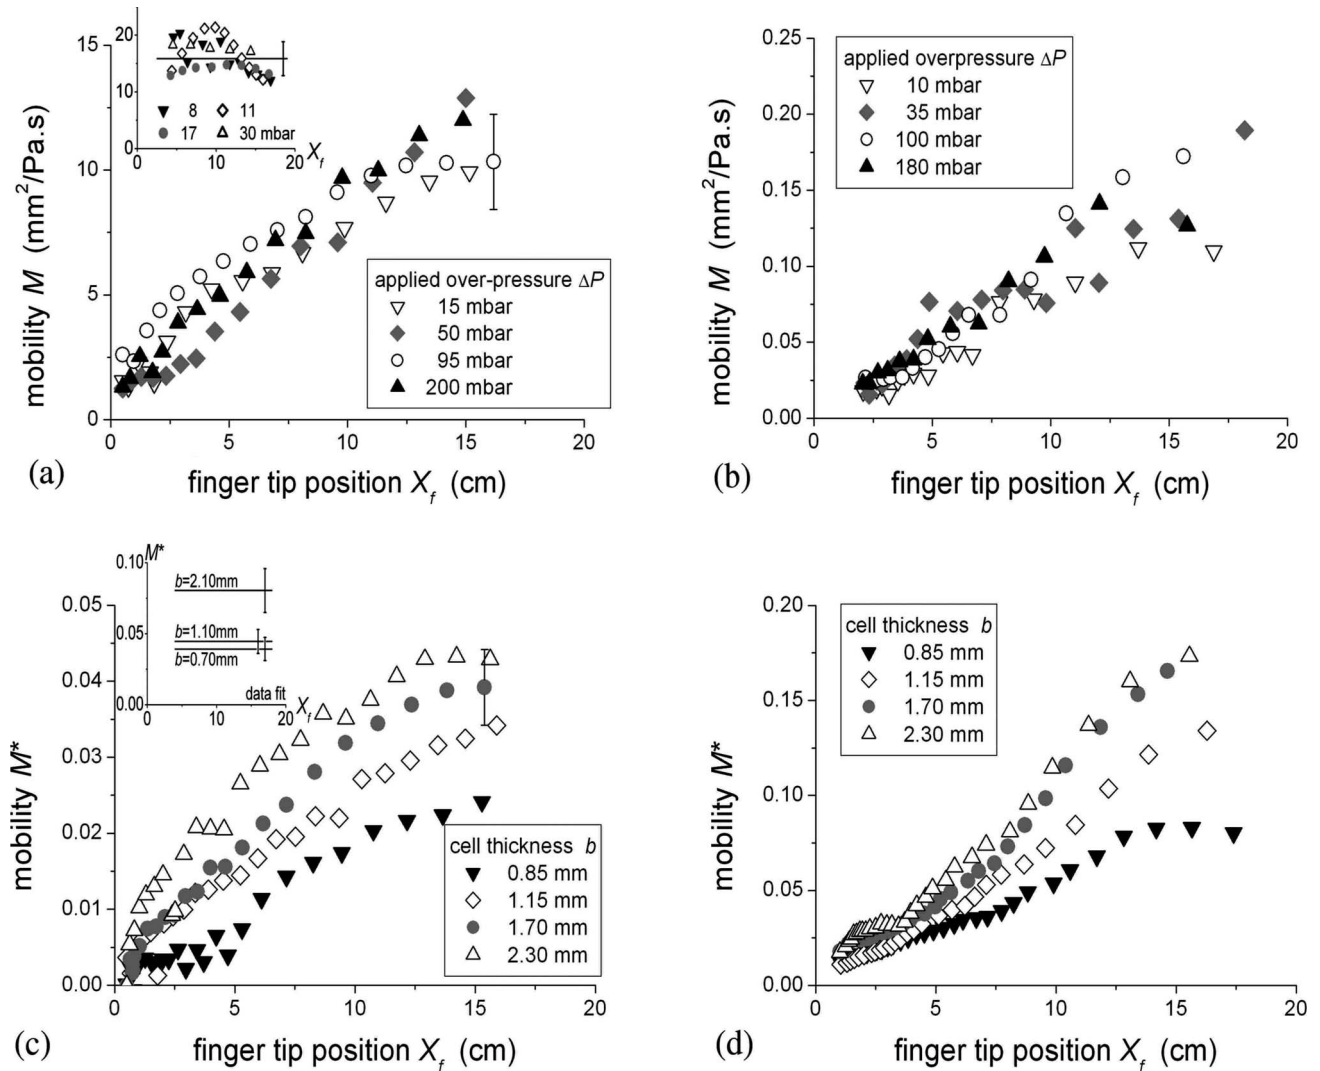 20
10
0
0 10 20
X_f
8 11
17 30 mbar
15
10
5
0
0 5 10 15 20
mobility M (mm²/Pa.s)
applied over-pressure ΔP
15 mbar
50 mbar
95 mbar
200 mbar
(a)
finger tip position X_f (cm)
0.25
0.20
0.15
0.10
0.05
0.00
0 5 10 15 20
mobility M (mm²/Pa.s)
applied overpressure ΔP
10 mbar
35 mbar
100 mbar
180 mbar
(b)
finger tip position X_f (cm)
M*
0.10
0.05
0.00
b=2.10mm
b=1.10mm
b=0.70mm
data fit
0 10 20
X_f
0.05
0.04
0.03
0.02
0.01
0.00
0 5 10 15 20
mobility M*
cell thickness b
0.85 mm
1.15 mm
1.70 mm
2.30 mm
(c)
finger tip position X_f (cm)
0.20
0.15
0.10
0.05
0.00
0 5 10 15 20
mobility M*
cell thickness b
0.85 mm
1.15 mm
1.70 mm
2.30 mm
(d)
finger tip position X_f (cm)